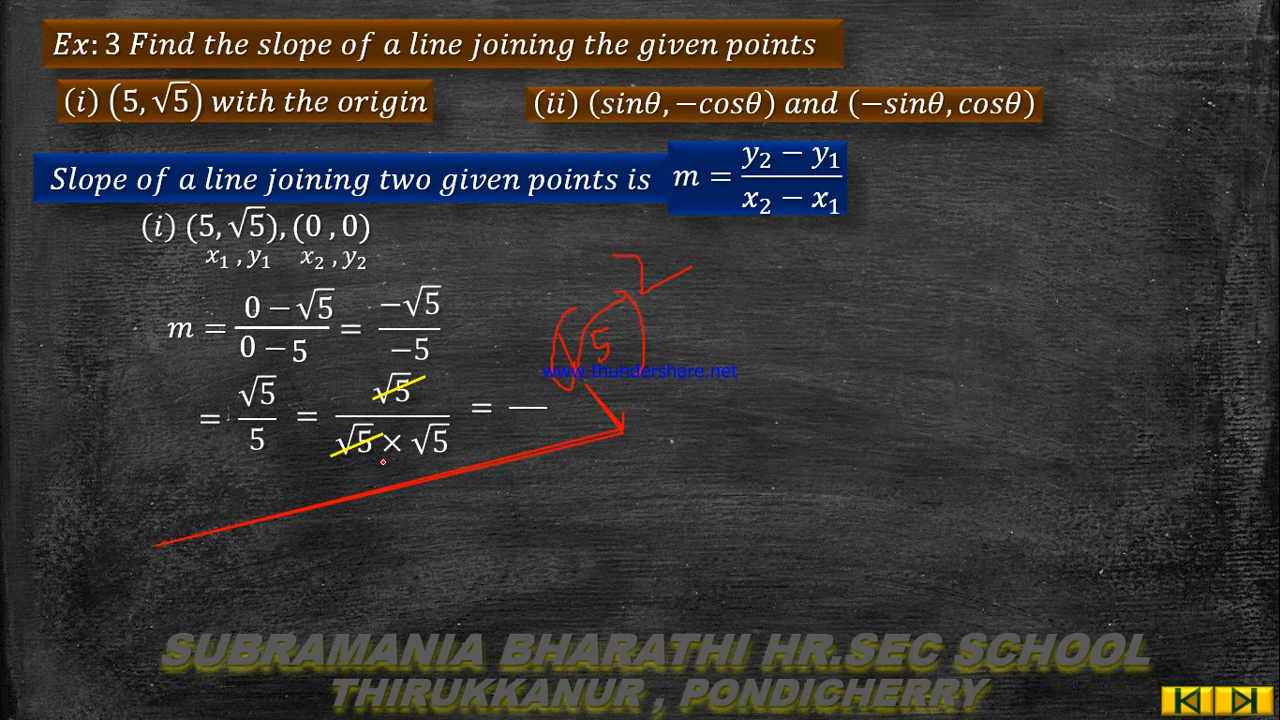 Ex: 3 Find the slope of a line joining the given points
(i) (5, √5) with the origin
(ii) (sinθ, −cosθ) and (−sinθ, cosθ)
Slope of a line joining two given points is m = (y₂ − y₁)/(x₂ − x₁)
(i) (5, √5), (0 , 0)
x₁ , y₁ x₂ , y₂
m = (0 − √5)/(0 − 5) = (−√5)/(−5)
= √5/5 = √5/(√5 × √5) = —
(√5)
www.thundershare.net
SUBRAMANIA BHARATHI HR.SEC SCHOOL
THIRUKKANUR , PONDICHERRY